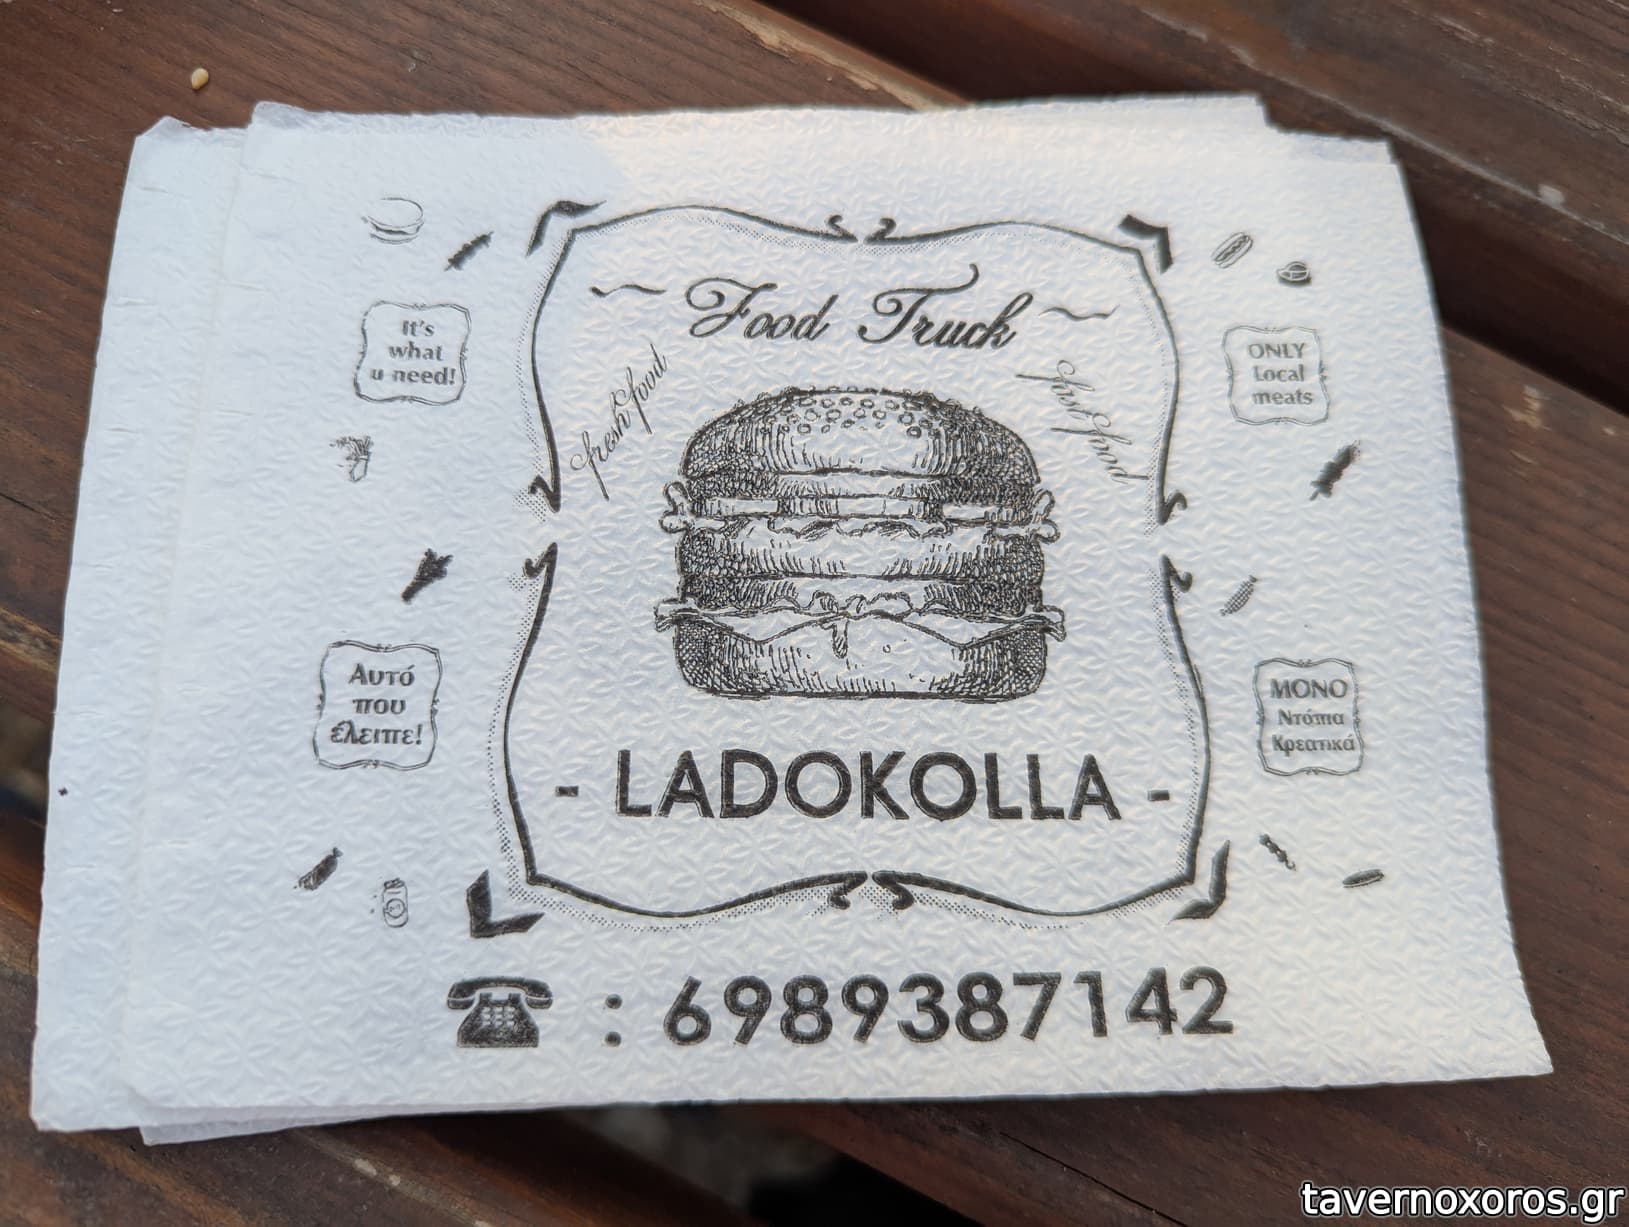 Food Truck
fresh food
fast food
It's
what
u need!
ONLY
Local
meats
Αυτό
που
έλειπε!
ΜΟΝΟ
Ντόπια
Κρεατικά
- LADOKOLLA -
☎ : 6989387142
tavernoxoros.gr